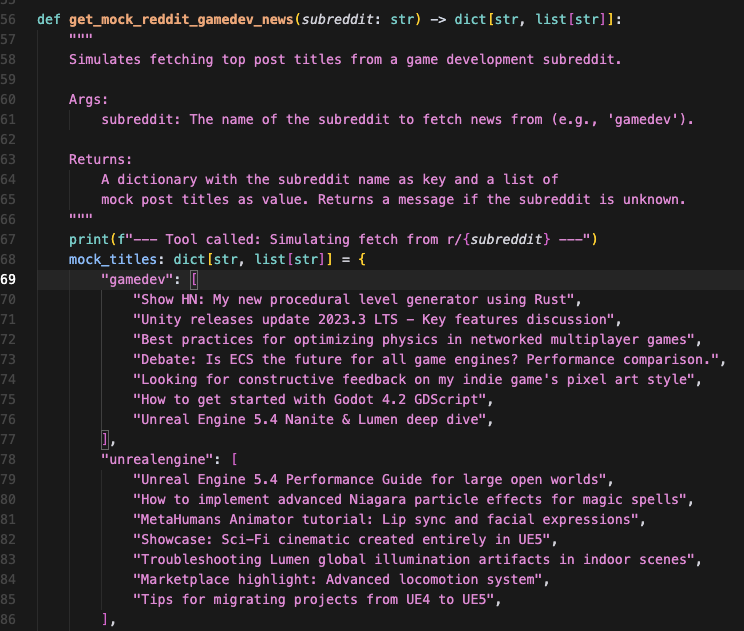 56 def get_mock_reddit_gamedev_news(subreddit: str) -> dict[str, list[str]]:
57 """
58 Simulates fetching top post titles from a game development subreddit.
59
60 Args:
61 subreddit: The name of the subreddit to fetch news from (e.g., 'gamedev').
62
63 Returns:
64 A dictionary with the subreddit name as key and a list of
65 mock post titles as value. Returns a message if the subreddit is unknown.
66 """
67 print(f"--- Tool called: Simulating fetch from r/{subreddit} ---")
68 mock_titles: dict[str, list[str]] = {
69 "gamedev": [
70 "Show HN: My new procedural level generator using Rust",
71 "Unity releases update 2023.3 LTS - Key features discussion",
72 "Best practices for optimizing physics in networked multiplayer games",
73 "Debate: Is ECS the future for all game engines? Performance comparison.",
74 "Looking for constructive feedback on my indie game's pixel art style",
75 "How to get started with Godot 4.2 GDScript",
76 "Unreal Engine 5.4 Nanite & Lumen deep dive",
77 ],
78 "unrealengine": [
79 "Unreal Engine 5.4 Performance Guide for large open worlds",
80 "How to implement advanced Niagara particle effects for magic spells",
81 "MetaHumans Animator tutorial: Lip sync and facial expressions",
82 "Showcase: Sci-Fi cinematic created entirely in UE5",
83 "Troubleshooting Lumen global illumination artifacts in indoor scenes",
84 "Marketplace highlight: Advanced locomotion system",
85 "Tips for migrating projects from UE4 to UE5",
86 ],